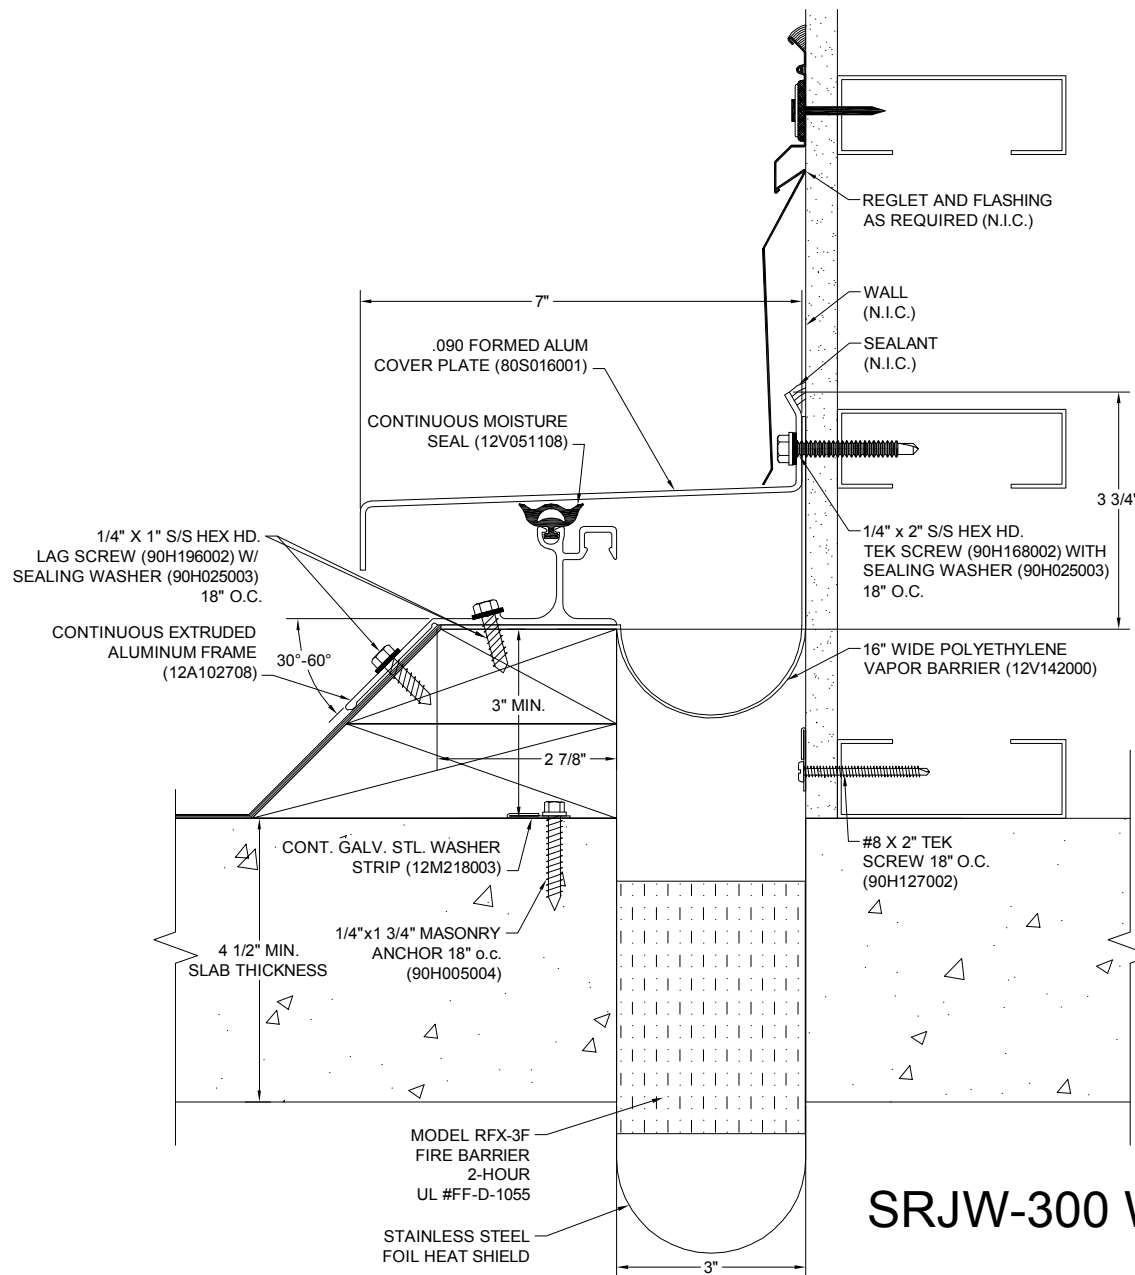 REGLET AND FLASHING
AS REQUIRED (N.I.C.)
7"
WALL
(N.I.C.)
.090 FORMED ALUM
COVER PLATE (80S016001)
SEALANT
(N.I.C.)
CONTINUOUS MOISTURE
SEAL (12V051108)
3 3/4"
1/4" X 1" S/S HEX HD.
LAG SCREW (90H196002) W/
SEALING WASHER (90H025003)
18" O.C.
1/4" x 2" S/S HEX HD.
TEK SCREW (90H168002) WITH
SEALING WASHER (90H025003)
18" O.C.
CONTINUOUS EXTRUDED
ALUMINUM FRAME
(12A102708)
30°-60°
16" WIDE POLYETHYLENE
VAPOR BARRIER (12V142000)
3" MIN.
2 7/8"
CONT. GALV. STL. WASHER
STRIP (12M218003)
#8 X 2" TEK
SCREW 18" O.C.
(90H127002)
1/4"x1 3/4" MASONRY
ANCHOR 18" o.c.
(90H005004)
4 1/2" MIN.
SLAB THICKNESS
MODEL RFX-3F
FIRE BARRIER
2-HOUR
UL #FF-D-1055
SRJW-300 W
STAINLESS STEEL
FOIL HEAT SHIELD
3"